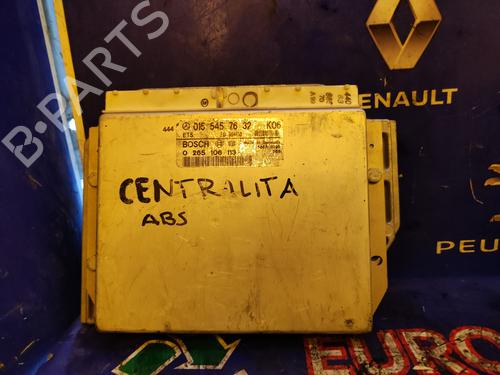 B-PARTS
RENAULT
444 016 545 76 32 K06
ETS
BOSCH
0 265 106 113
CENTRALITA
ABS
PEU
EURO